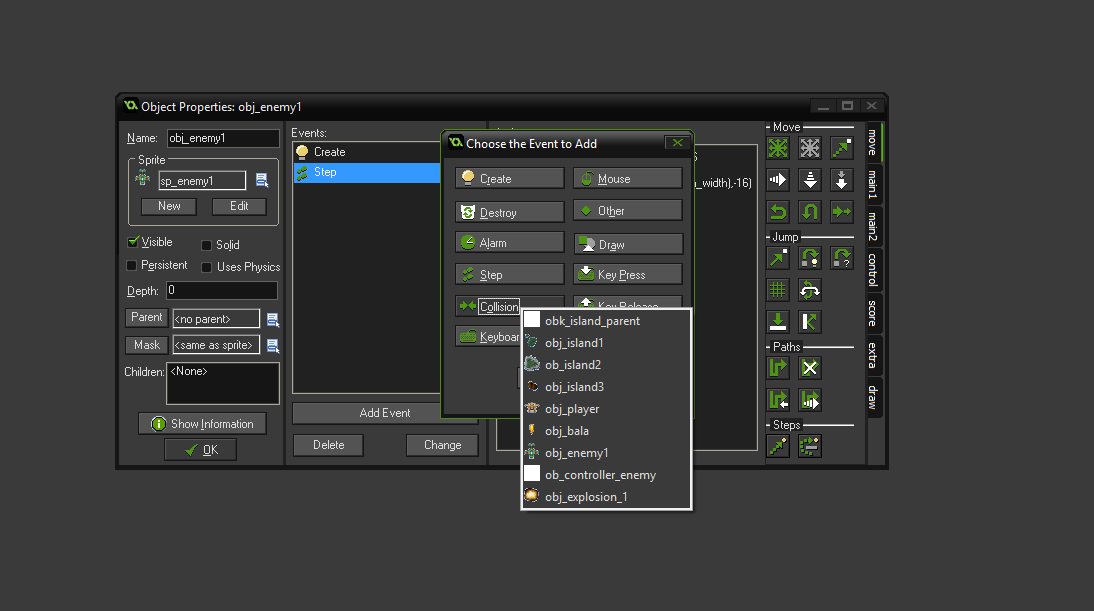 Object Properties: obj_enemy1
Name: obj_enemy1
Sprite
sp_enemy1
New Edit
Visible Solid
Persistent Uses Physics
Depth: 0
Parent <no parent>
Mask <same as sprite>
Children: <None>
Show Information
OK
Events:
Create
Step
Add Event
Delete Change
_width),-16)
Choose the Event to Add
Create Mouse
Destroy Other
Alarm Draw
Step Key Press
Collision Key Release
Keyboar
obk_island_parent
obj_island1
ob_island2
obj_island3
obj_player
obj_bala
obj_enemy1
ob_controller_enemy
obj_explosion_1
Move
Jump
?
Paths
Steps
move
main1
main2
control
score
extra
draw